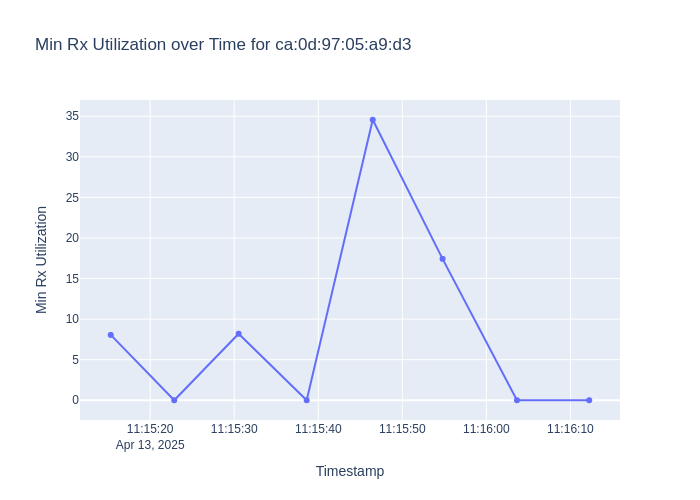 Min Rx Utilization over Time for ca:0d:97:05:a9:d3
Min Rx Utilization
35
30
25
20
15
10
5
0
11:15:20 11:15:30 11:15:40 11:15:50 11:16:00 11:16:10
Apr 13, 2025
Timestamp